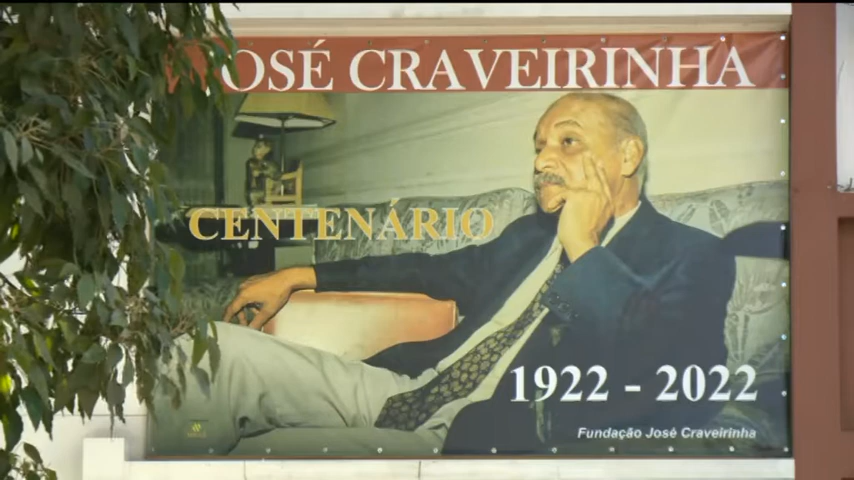 JOSÉ CRAVEIRINHA
CENTENÁRIO
1922 - 2022
Fundação José Craveirinha